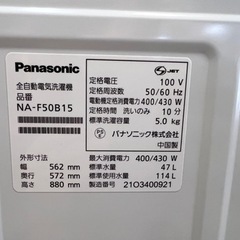 Panasonic
全自動電気洗濯機
品番
NA-F50B15
JET
定格電圧 100 V
定格周波数 50/60 Hz
電動機定格消費電力 400/430 W
定格時間 洗いのみ 10 分
標準洗濯容量 5.0 kg
パナソニック株式会社
中国製
外形寸法
幅 562 mm
奥行 572 mm
高さ 880 mm
最大消費電力 400/430 W
標準水量 47 L
標準使用水量 114 L
製造番号 21O3400921